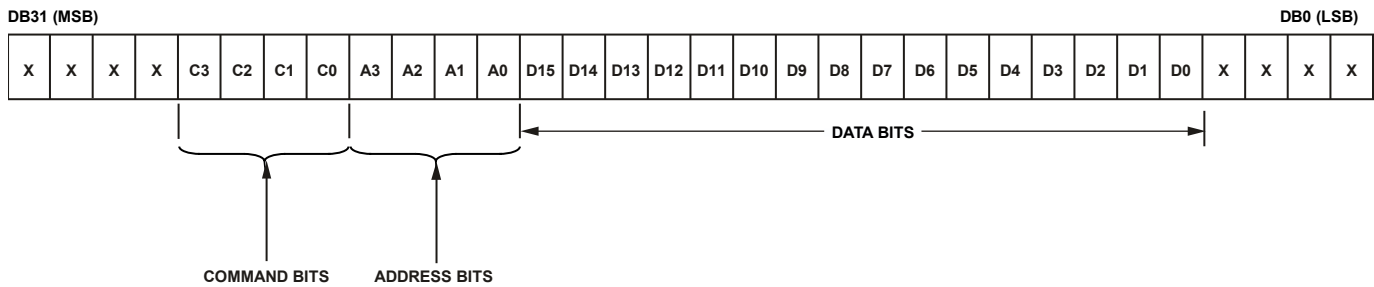 DB31 (MSB) DB0 (LSB)
X X X X C3 C2 C1 C0 A3 A2 A1 A0 D15 D14 D13 D12 D11 D10 D9 D8 D7 D6 D5 D4 D3 D2 D1 D0 X X X X
DATA BITS
COMMAND BITS ADDRESS BITS